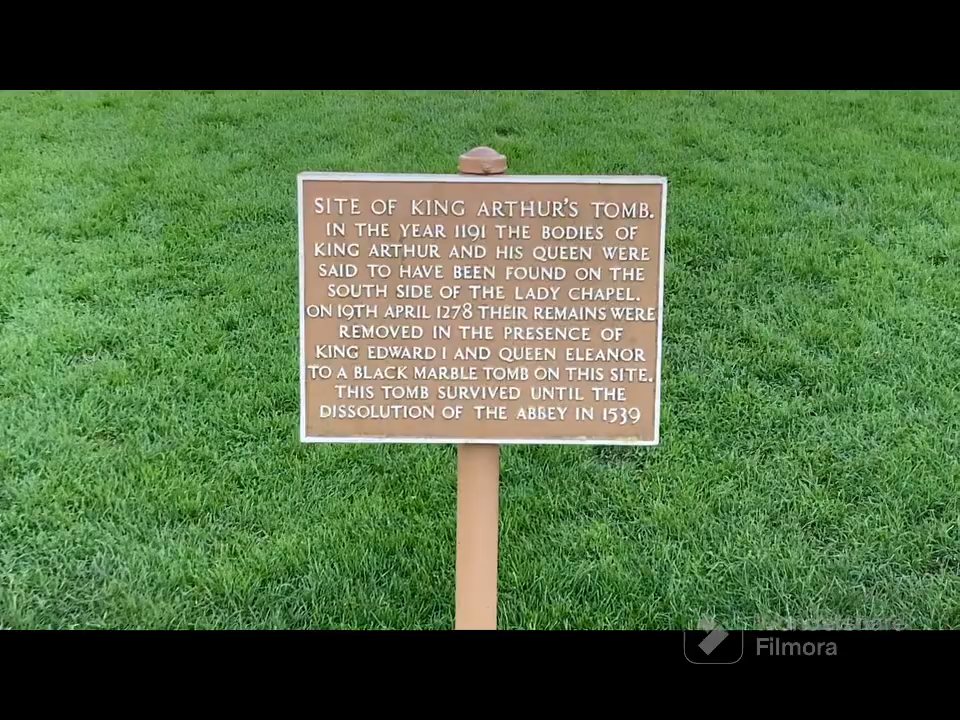 SITE OF KING ARTHUR'S TOMB.
IN THE YEAR 1191 THE BODIES OF
KING ARTHUR AND HIS QUEEN WERE
SAID TO HAVE BEEN FOUND ON THE
SOUTH SIDE OF THE LADY CHAPEL.
ON 19TH APRIL 1278 THEIR REMAINS WERE
REMOVED IN THE PRESENCE OF
KING EDWARD I AND QUEEN ELEANOR
TO A BLACK MARBLE TOMB ON THIS SITE.
THIS TOMB SURVIVED UNTIL THE
DISSOLUTION OF THE ABBEY IN 1539
Wondershare
Filmora